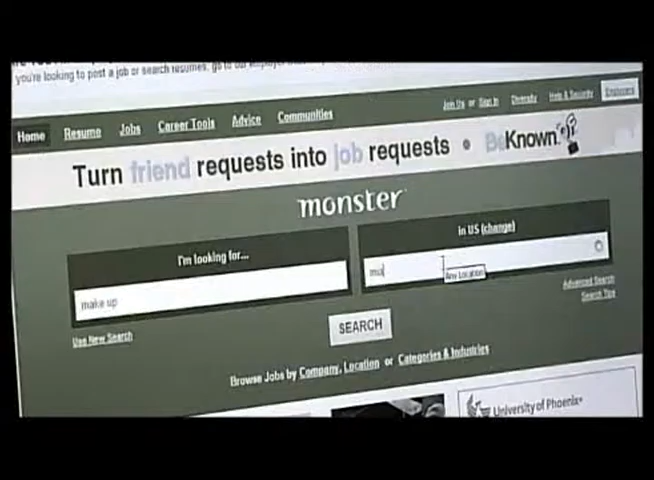 you're looking to post a job or search resumes, go to our employer
Join Us or Sign In Diversity Help & Security Employers
Home Resume Jobs Career Tools Advice Communities
Turn friend requests into job requests • BeKnown.
monster
I'm looking for...
in US (change)
make up
mo
Any Location
Use New Search
Advanced Search
Search Tips
SEARCH
Browse Jobs by Company, Location or Categories & Industries
University of Phoenix